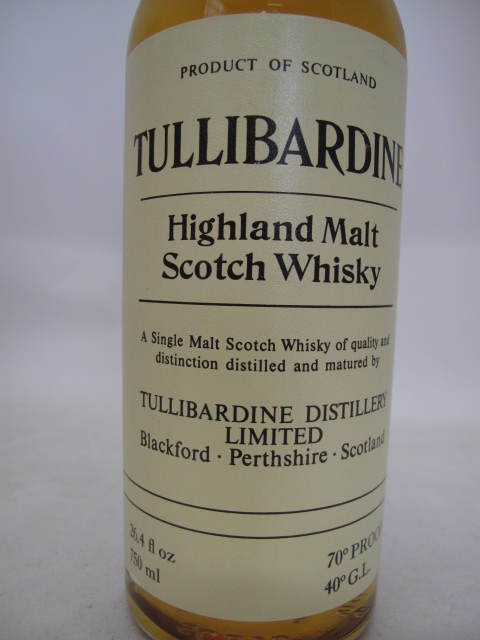 PRODUCT OF SCOTLAND
TULLIBARDINE
Highland Malt
Scotch Whisky
A Single Malt Scotch Whisky of quality and
distinction distilled and matured by
TULLIBARDINE DISTILLERY
LIMITED
Blackford · Perthshire · Scotland
26.4 fl oz
750 ml
70° PROO
40° G.L.